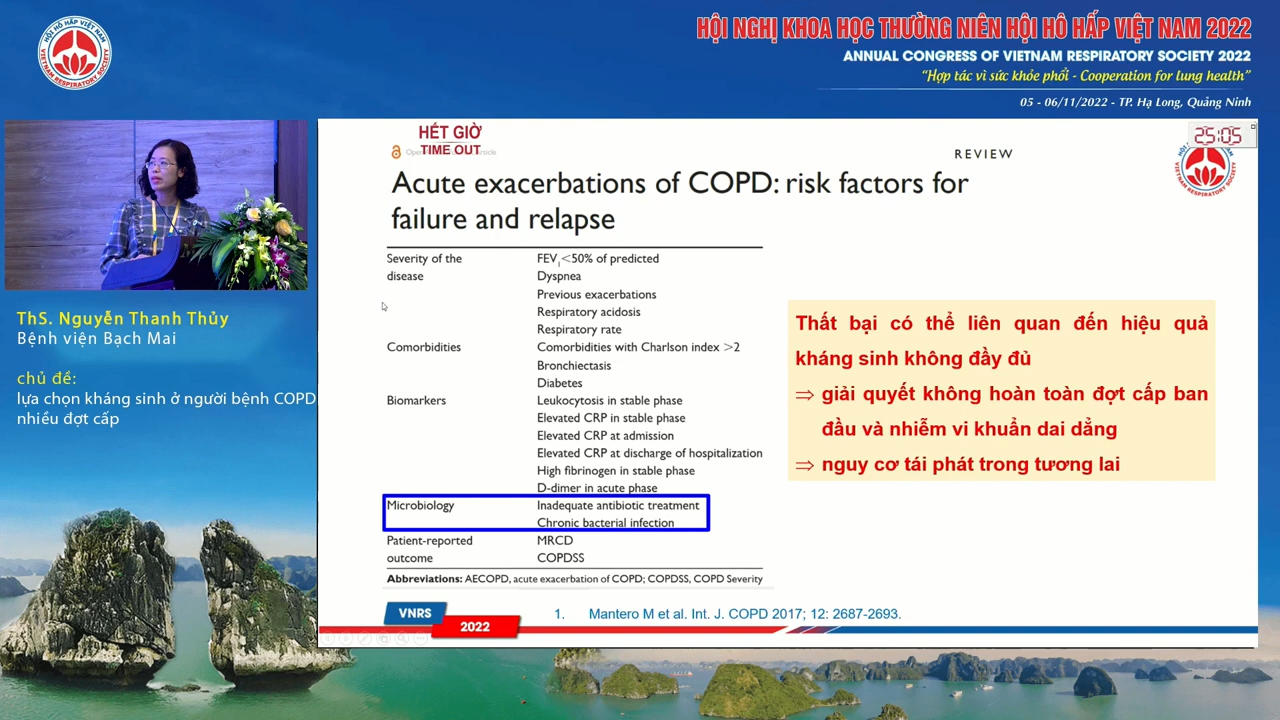 HỘI HÔ HẤP VIỆT NAM
VIETNAM RESPIRATORY SOCIETY
HỘI NGHỊ KHOA HỌC THƯỜNG NIÊN HỘI HÔ HẤP VIỆT NAM 2022
ANNUAL CONGRESS OF VIETNAM RESPIRATORY SOCIETY 2022
“Hợp tác vì sức khỏe phổi - Cooperation for lung health”
05 - 06/11/2022 - TP. Hạ Long, Quảng Ninh
ThS. Nguyễn Thanh Thủy
Bệnh viện Bạch Mai
chủ đề:
lựa chọn kháng sinh ở người bệnh COPD
nhiều đợt cấp
HẾT GIỜ
TIME OUT
REVIEW
25:05
Acute exacerbations of COPD: risk factors for
failure and relapse
Severity of the FEV1<50% of predicted
disease Dyspnea
Previous exacerbations
Respiratory acidosis
Respiratory rate
Comorbidities Comorbidities with Charlson index >2
Bronchiectasis
Diabetes
Biomarkers Leukocytosis in stable phase
Elevated CRP in stable phase
Elevated CRP at admission
Elevated CRP at discharge of hospitalization
High fibrinogen in stable phase
D-dimer in acute phase
Microbiology Inadequate antibiotic treatment
Chronic bacterial infection
Patient-reported MRCD
outcome COPDSS
Abbreviations: AECOPD, acute exacerbation of COPD; COPDSS, COPD Severity
Thất bại có thể liên quan đến hiệu quả
kháng sinh không đầy đủ
⇒ giải quyết không hoàn toàn đợt cấp ban
đầu và nhiễm vi khuẩn dai dẳng
⇒ nguy cơ tái phát trong tương lai
VNRS
2022
1. Mantero M et al. Int. J. COPD 2017; 12: 2687-2693.